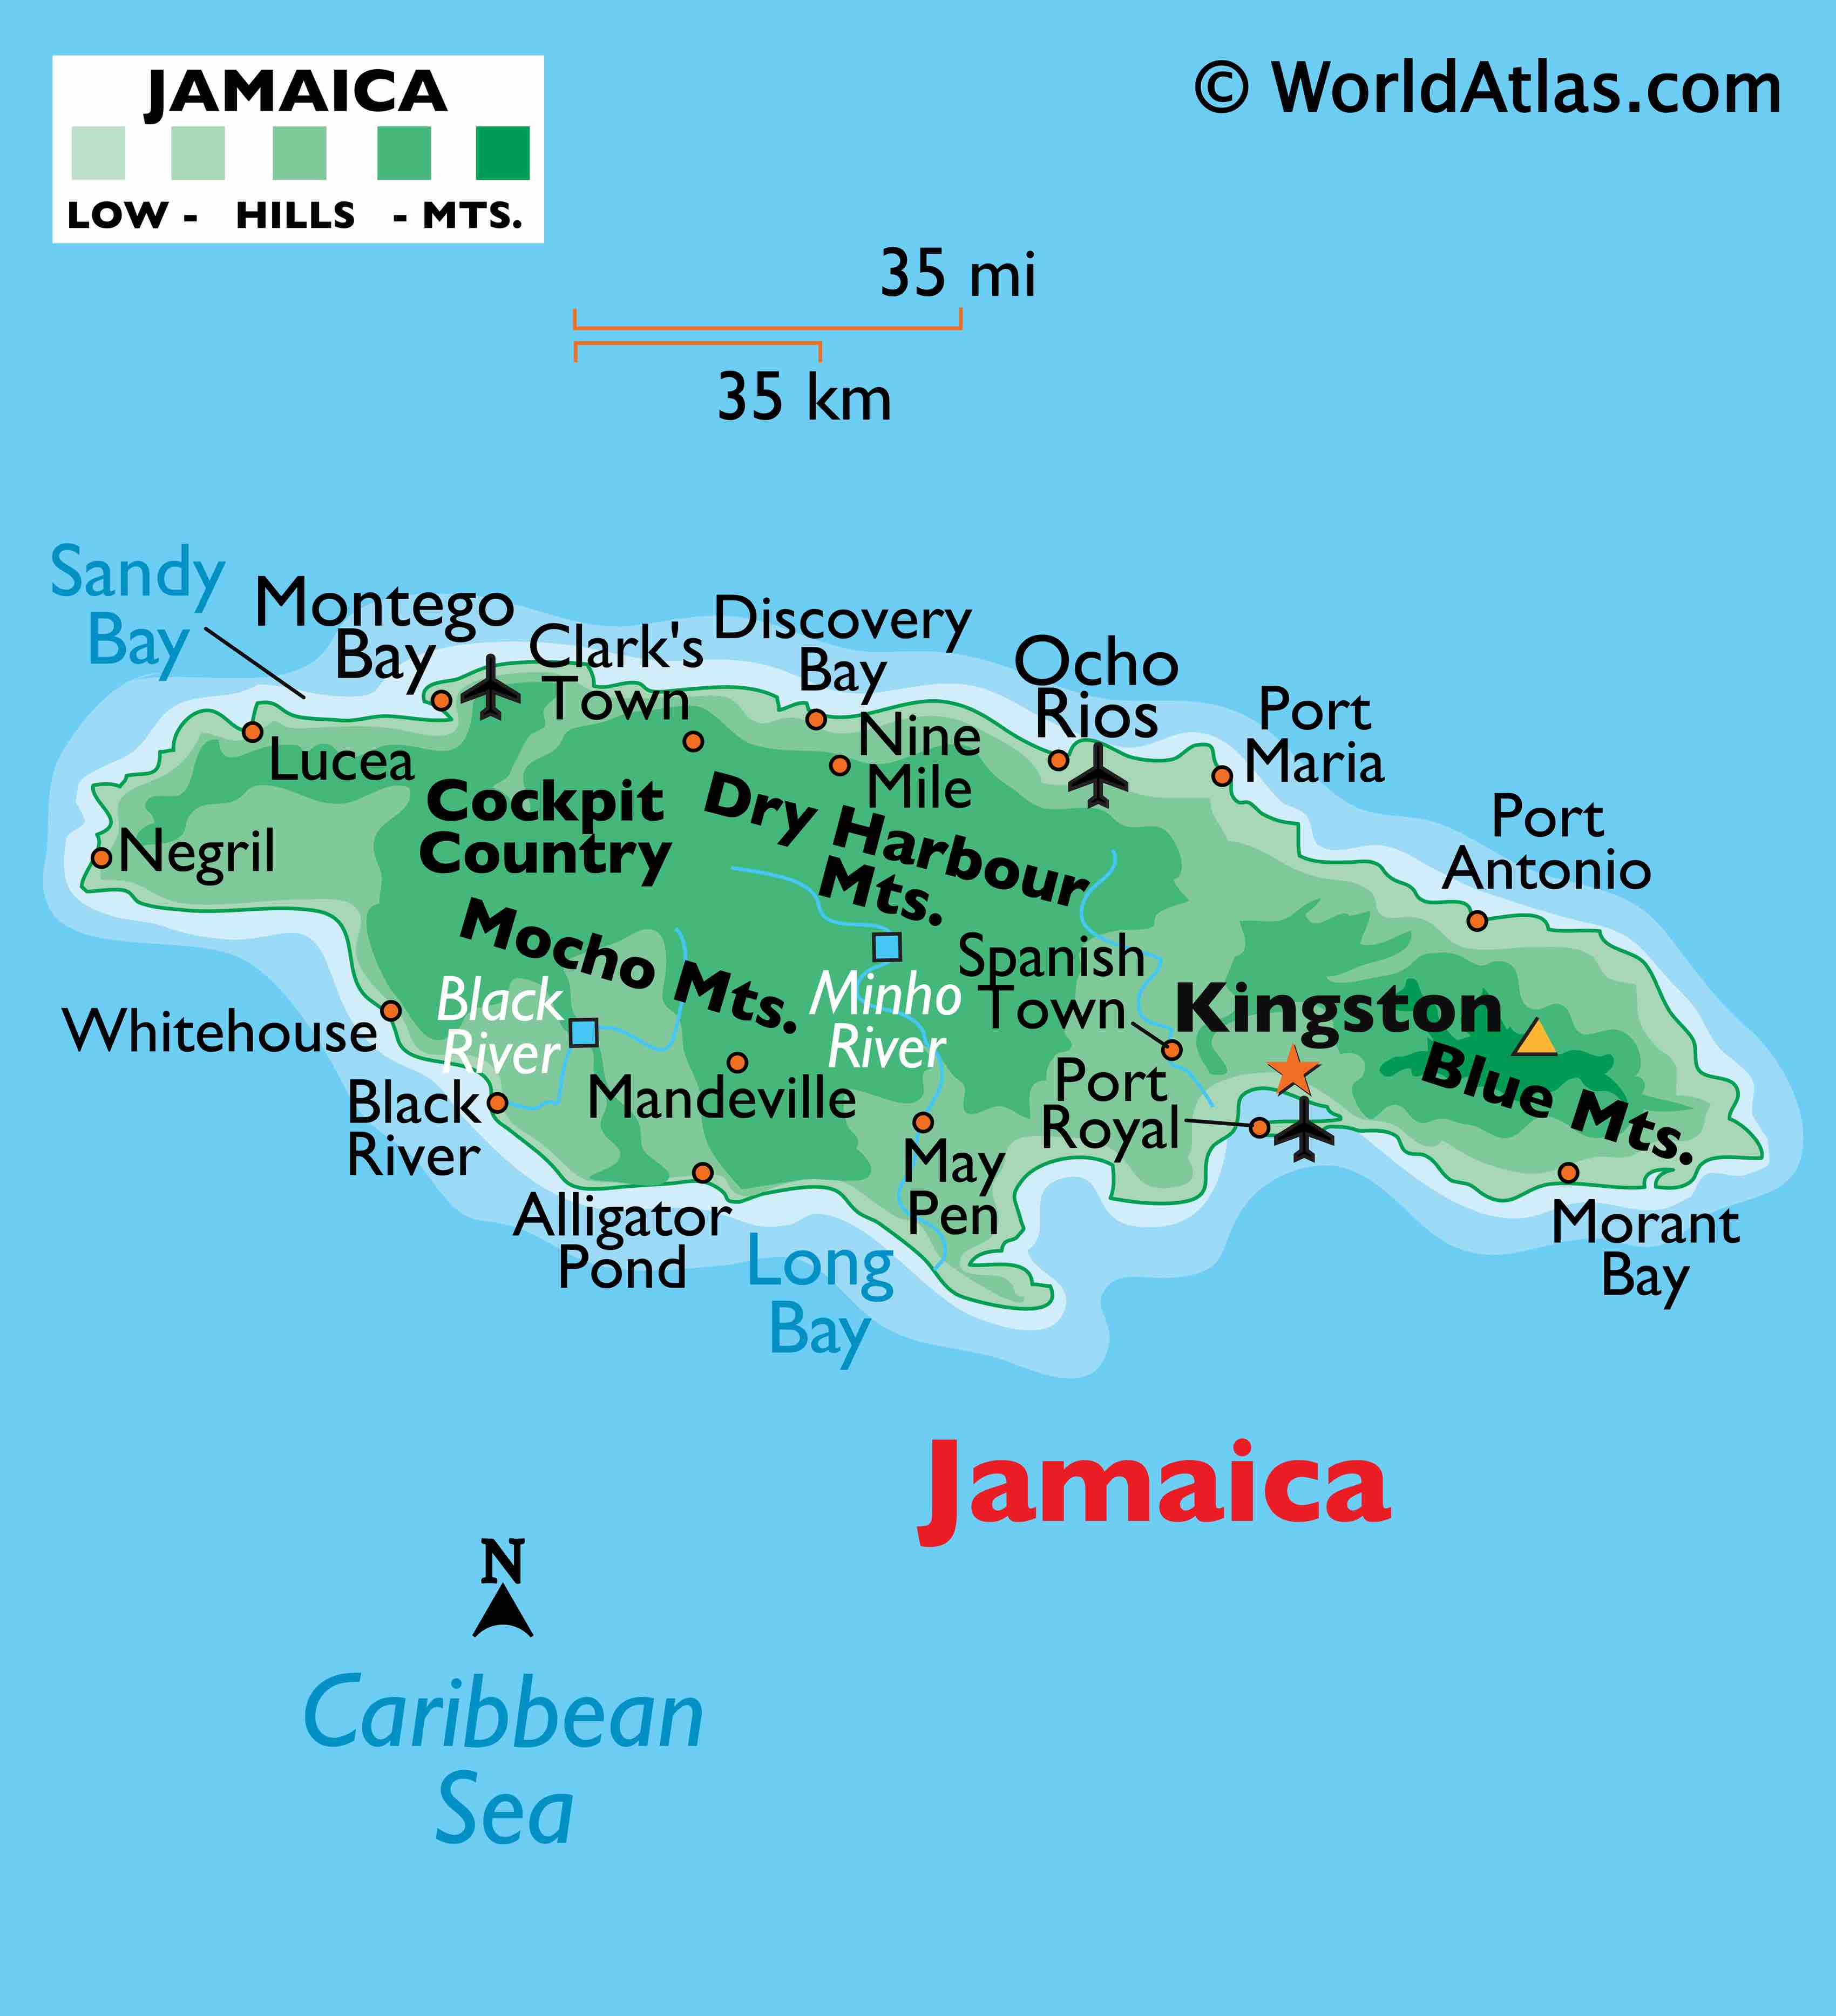 JAMAICA
LOW - HILLS - MTS.
© WorldAtlas.com
35 mi
35 km
Sandy
Bay
Montego
Bay
Clark's
Town
Discovery
Bay
Nine
Mile
Ocho
Rios
Port
Maria
Port
Antonio
Lucea
Negril
Cockpit
Country
Dry Harbour
Mts.
Mocho Mts.
Black
River
Minho
River
Spanish
Town
Kingston
Blue Mts.
Whitehouse
Black
River
Mandeville
Port
Royal
May
Pen
Alligator
Pond
Long
Bay
Morant
Bay
Jamaica
N
Caribbean
Sea